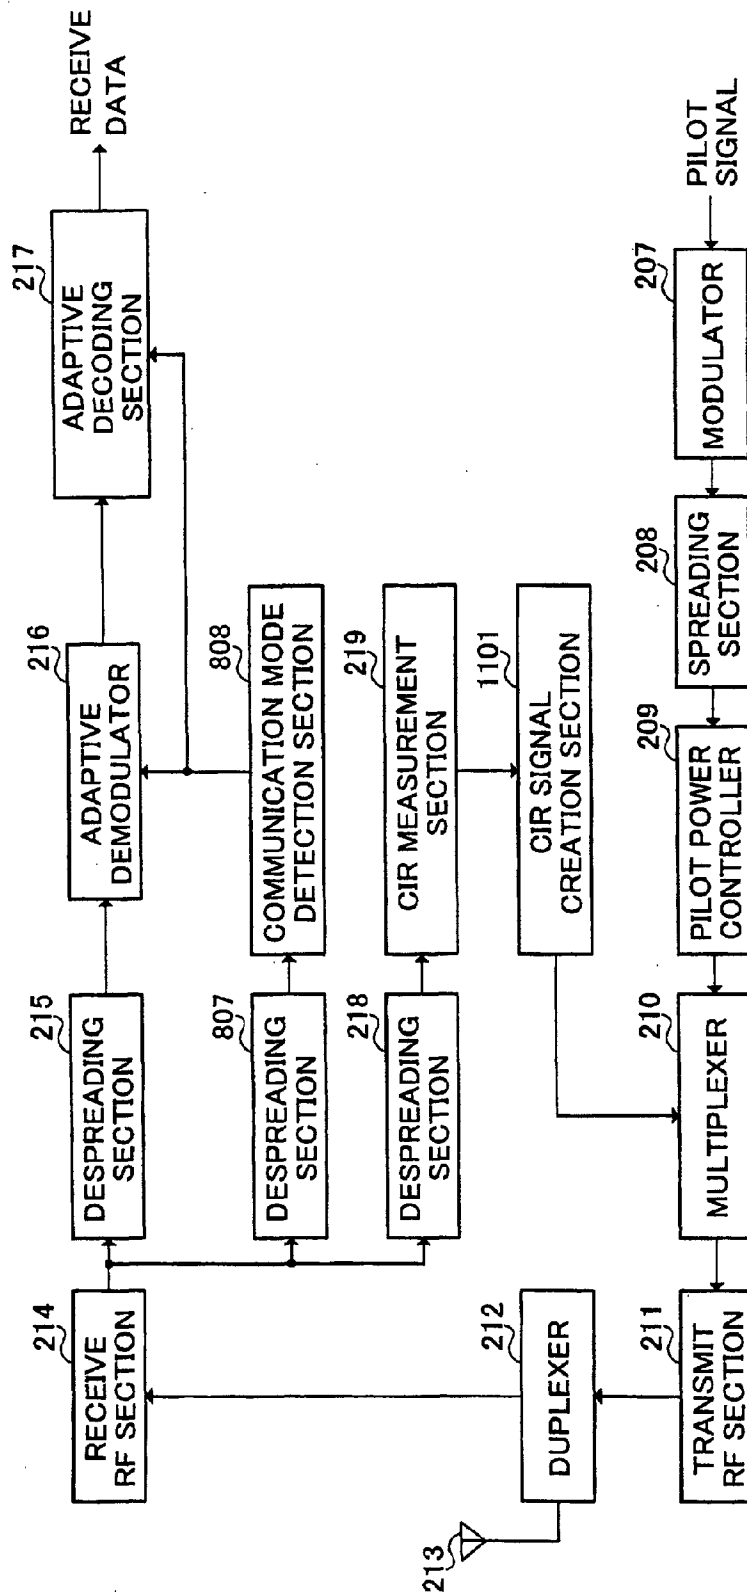 217
ADAPTIVE
DECODING
SECTION
RECEIVE
DATA
216
ADAPTIVE
DEMODULATOR
215
DESPREADING
SECTION
214
RECEIVE
RF SECTION
808
COMMUNICATION MODE
DETECTION SECTION
807
DESPREADING
SECTION
219
CIR MEASUREMENT
SECTION
218
DESPREADING
SECTION
1101
CIR SIGNAL
CREATION SECTION
213
212
DUPLEXER
211
TRANSMIT
RF SECTION
210
MULTIPLEXER
209
PILOT POWER
CONTROLLER
208
SPREADING
SECTION
207
MODULATOR
PILOT
SIGNAL